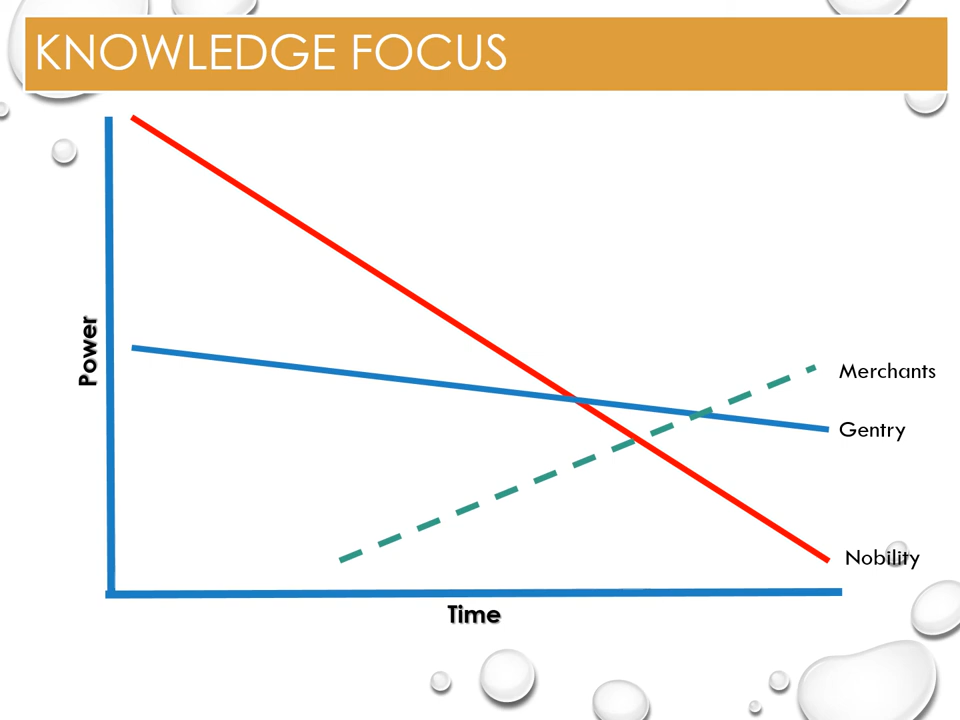 KNOWLEDGE FOCUS
Power
Merchants
Gentry
Nobility
Time